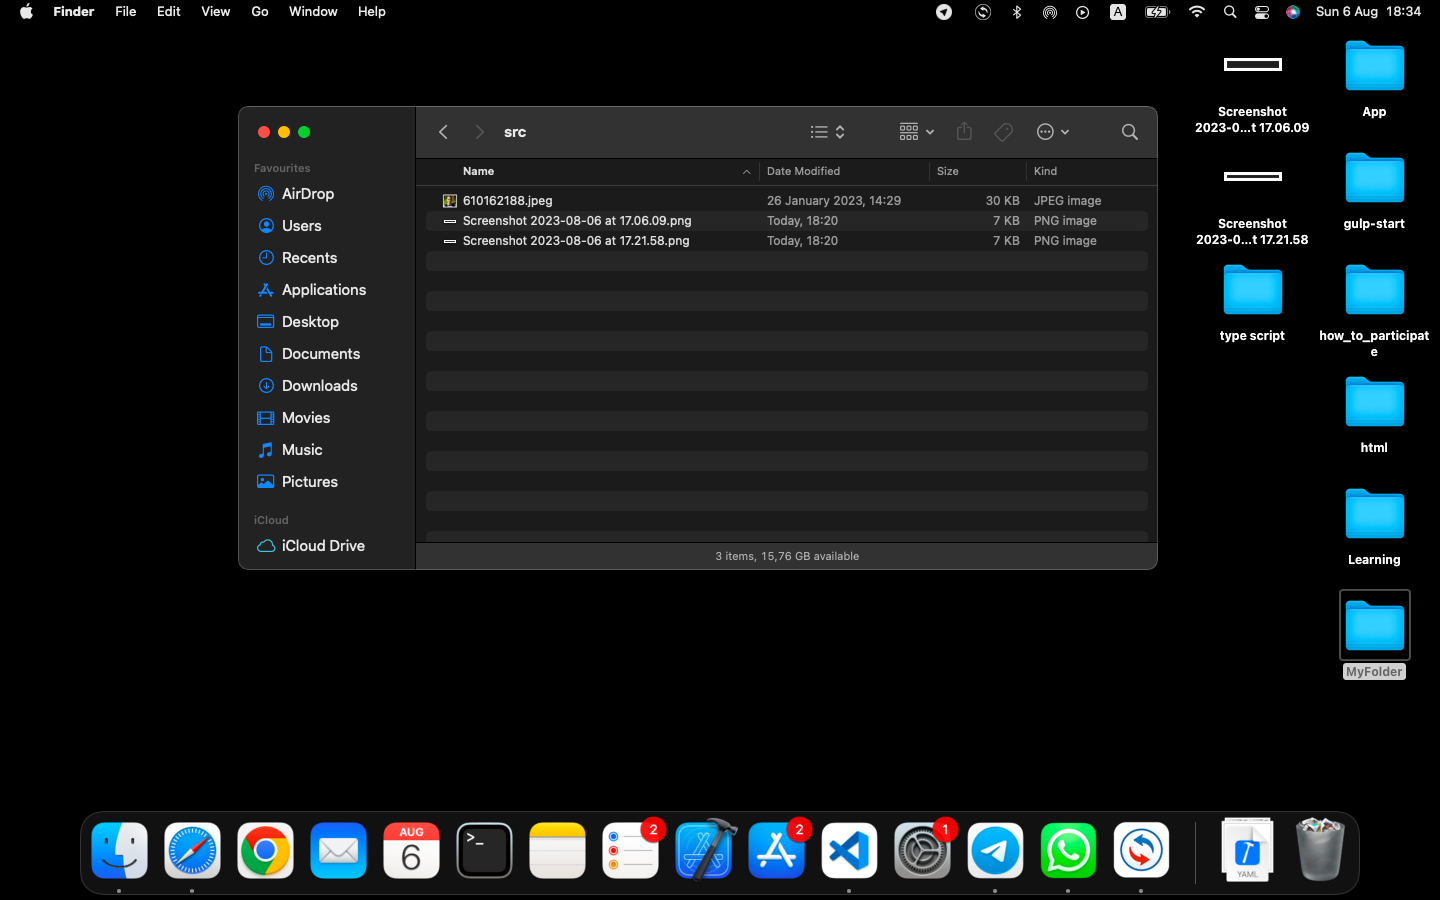 Finder File Edit View Go Window Help
A
Sun 6 Aug 18:34
src
Favourites
AirDrop
Users
Recents
Applications
Desktop
Documents
Downloads
Movies
Music
Pictures
iCloud
iCloud Drive
Name Date Modified Size Kind
610162188.jpeg 26 January 2023, 14:29 30 KB JPEG image
Screenshot 2023-08-06 at 17.06.09.png Today, 18:20 7 KB PNG image
Screenshot 2023-08-06 at 17.21.58.png Today, 18:20 7 KB PNG image
3 items, 15,76 GB available
Screenshot
2023-0...t 17.06.09
App
Screenshot
2023-0...t 17.21.58
gulp-start
type script
how_to_participat
e
html
Learning
MyFolder
AUG
6
>_
2
2
1
YAML